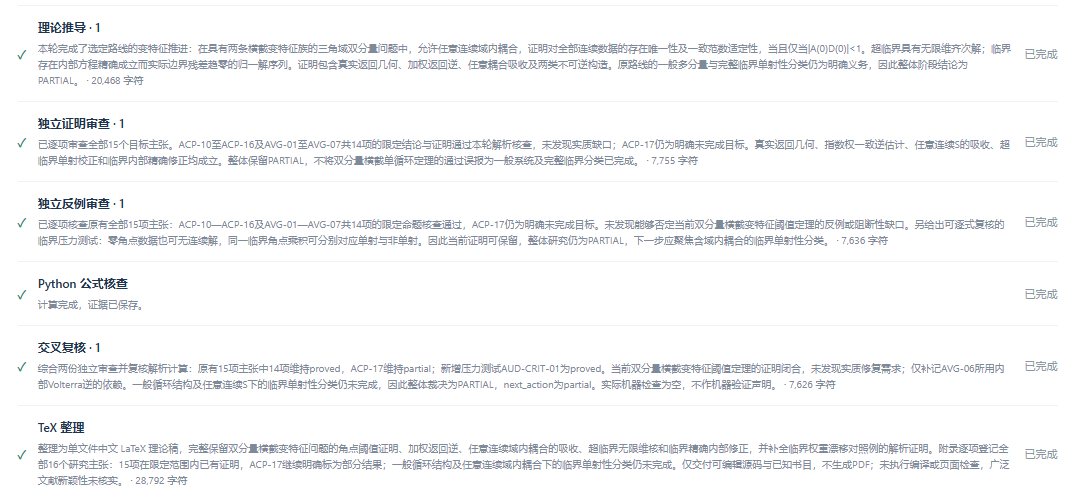 理论推导 · 1
本轮完成了选定路线的变特征推进：在具有两条横截变特征族的三角域双分量问题中，允许任意连续域内耦合，证明对全部连续数据的存在唯一性及一致范数适定性，当且仅当|A(0)D(0)|<1。超临界具有无限维齐次解；临界
存在内部方程精确成立而实际边界残差趋零的归一解序列。证明包含真实返回几何、加权返回逆、任意耦合吸收及两类不可逆构造。原路线的一般多分量与完整临界单射性分类仍为明确义务，因此整体阶段结论为
PARTIAL。 · 20,468 字符
已完成
独立证明审查 · 1
已逐项审查全部15个目标主张。ACP-10至ACP-16及AVG-01至AVG-07共14项的限定结论与证明通过本轮解析核查，未发现实质缺口；ACP-17仍为明确未完成目标。真实返回几何、指数权一致逆估计、任意连续S的吸收、超
临界单射校正和临界内部精确修正均成立。整体保留PARTIAL，不将双分量横截单循环定理的通过误报为一般系统及完整临界分类已完成。 · 7,755 字符
已完成
独立反例审查 · 1
已逐项核查原有全部15项主张：ACP-10—ACP-16及AVG-01—AVG-07共14项的限定命题核查通过，ACP-17仍为明确未完成目标。未发现能够否定当前双分量横截变特征阈值定理的反例或阻断性缺口。另给出可逐式复核的
临界压力测试：零角点数据也可无连续解，同一临界角点乘积可分别对应单射与非单射。因此当前证明可保留，整体研究仍为PARTIAL，下一步应聚焦含域内耦合的临界单射性分类。 · 7,636 字符
已完成
Python 公式核查
计算完成，证据已保存。
已完成
交叉复核 · 1
综合两份独立审查并复核解析计算：原有15项主张中14项维持proved，ACP-17维持partial；新增压力测试AUD-CRIT-01为proved。当前双分量横截变特征阈值定理的证明闭合，未发现实质修复需求；仅补记AVG-06所用内
部Volterra逆的依赖。一般循环结构及任意连续S下的临界单射性分类仍未完成，因此整体裁决为PARTIAL，next_action为partial。实际机器检查为空，不作机器验证声明。 · 7,626 字符
已完成
TeX 整理
整理为单文件中文 LaTeX 理论稿，完整保留双分量横截变特征问题的角点阈值证明、加权返回逆、任意连续域内耦合的吸收、超临界无限维核和临界精确内部修正，并补全临界权重漂移对照例的解析证明。附录逐项登记全
部16个研究主张：15项在限定范围内已有证明，ACP-17继续明确标为部分结果；一般循环结构及任意连续域内耦合下的临界单射性分类仍未完成。仅交付可编辑源码与已知书目，不生成PDF；未执行编译或页面检查，广泛
文献新颖性未核实。 · 28,792 字符
已完成